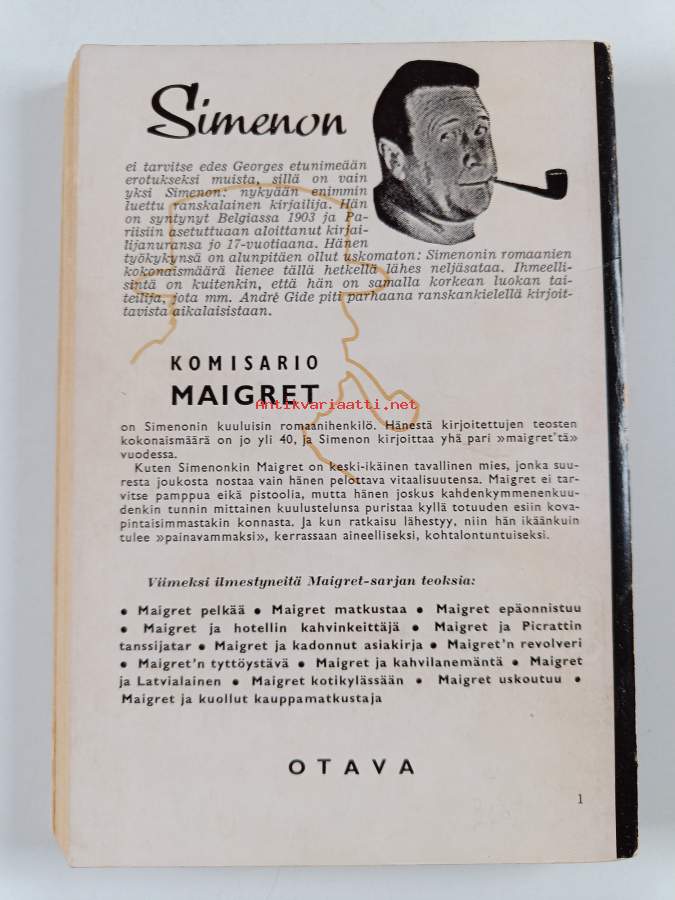 Simenon
ei tarvitse edes Georges etunimeään
erotukseksi muista, sillä on vain
yksi Simenon: nykyään enimmin
luettu ranskalainen kirjailija. Hän
on syntynyt Belgiassa 1903 ja Pa-
riisiin asetuttuaan aloittanut kirjai-
lijanuransa jo 17-vuotiaana. Hänen
työkykynsä on alunpitäen ollut uskomaton: Simenonin romaanien
kokonaismäärä lienee tällä hetkellä lähes neljäsataa. Ihmeelli-
sintä on kuitenkin, että hän on samalla korkean luokan tai-
teilija, jota mm. Andrè Gide piti parhaana ranskankielellä kirjoit-
tavista aikalaisistaan.
KOMISARIO
MAIGRET
Antikvariaatti.net
on Simenonin kuuluisin romaanihenkilö. Hänestä kirjoitettujen teosten
kokonaismäärä on jo yli 40, ja Simenon kirjoittaa yhä pari »maigret'tä»
vuodessa.
Kuten Simenonkin Maigret on keski-ikäinen tavallinen mies, jonka suu-
resta joukosta nostaa vain hänen pelottava vitaalisuutensa. Maigret ei tar-
vitse pamppua eikä pistoolia, mutta hänen joskus kahdenkymmenenkuu-
denkin tunnin mittainen kuulustelunsa puristaa kyllä totuuden esiin kova-
pintaisimmastakin konnasta. Ja kun ratkaisu lähestyy, niin hän ikäänkuin
tulee »painavammaksi», kerrassaan aineelliseksi, kohtalontuntuiseksi.
Viimeksi ilmestyneitä Maigret-sarjan teoksia:
• Maigret pelkää • Maigret matkustaa • Maigret epäonnistuu
• Maigret ja hotellin kahvinkeittäjä • Maigret ja Picrattin
tanssijatar • Maigret ja kadonnut asiakirja • Maigret'n revolveri
• Maigret'n tyttöystävä • Maigret ja kahvilanemäntä • Maigret
ja Latvialainen • Maigret kotikylässään • Maigret uskoutuu •
Maigret ja kuollut kauppamatkustaja
OTAVA
1